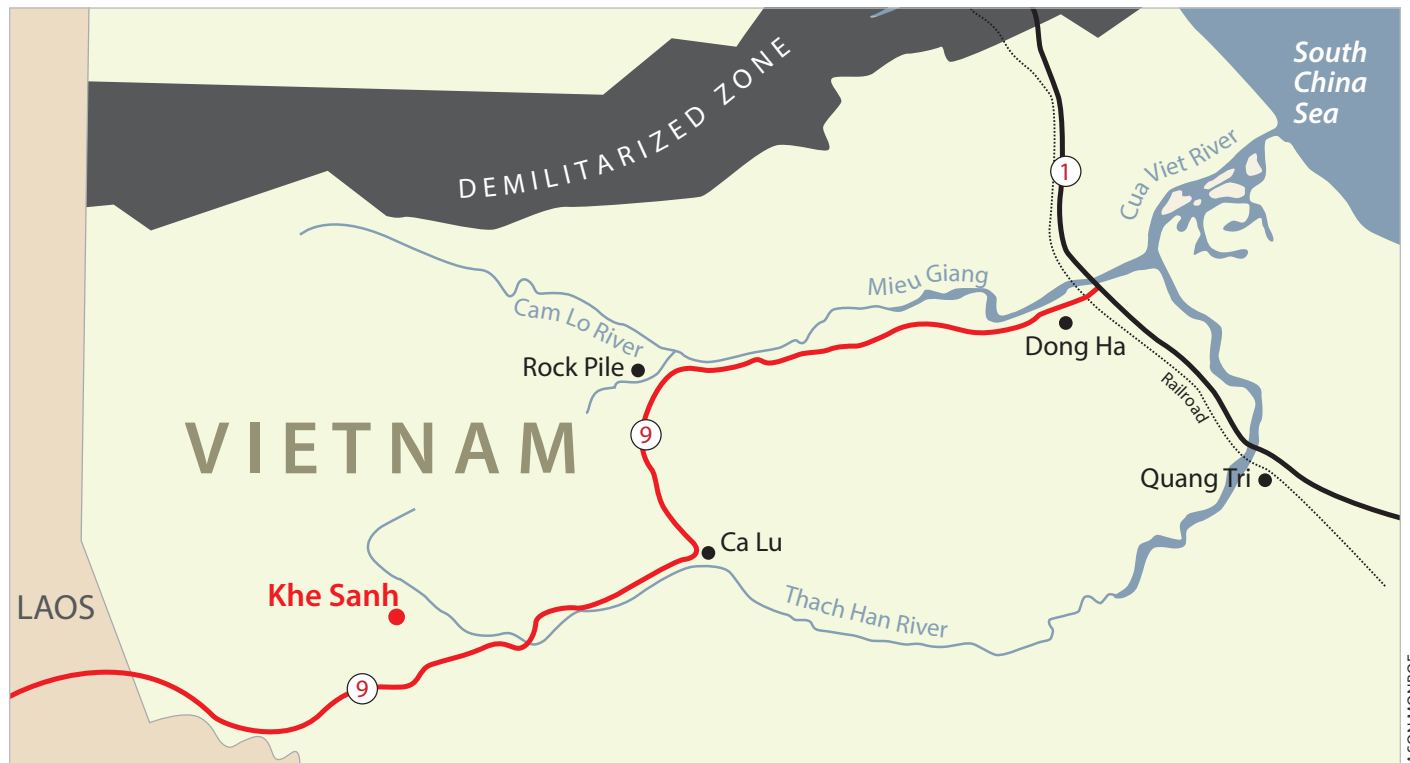 South
China
Sea
DEMILITARIZED ZONE
1
Cua Viet River
Mieu Giang
Cam Lo River
Dong Ha
Rock Pile
Railroad
VIETNAM
9
Quang Tri
Ca Lu
Khe Sanh
Thach Han River
LAOS
9